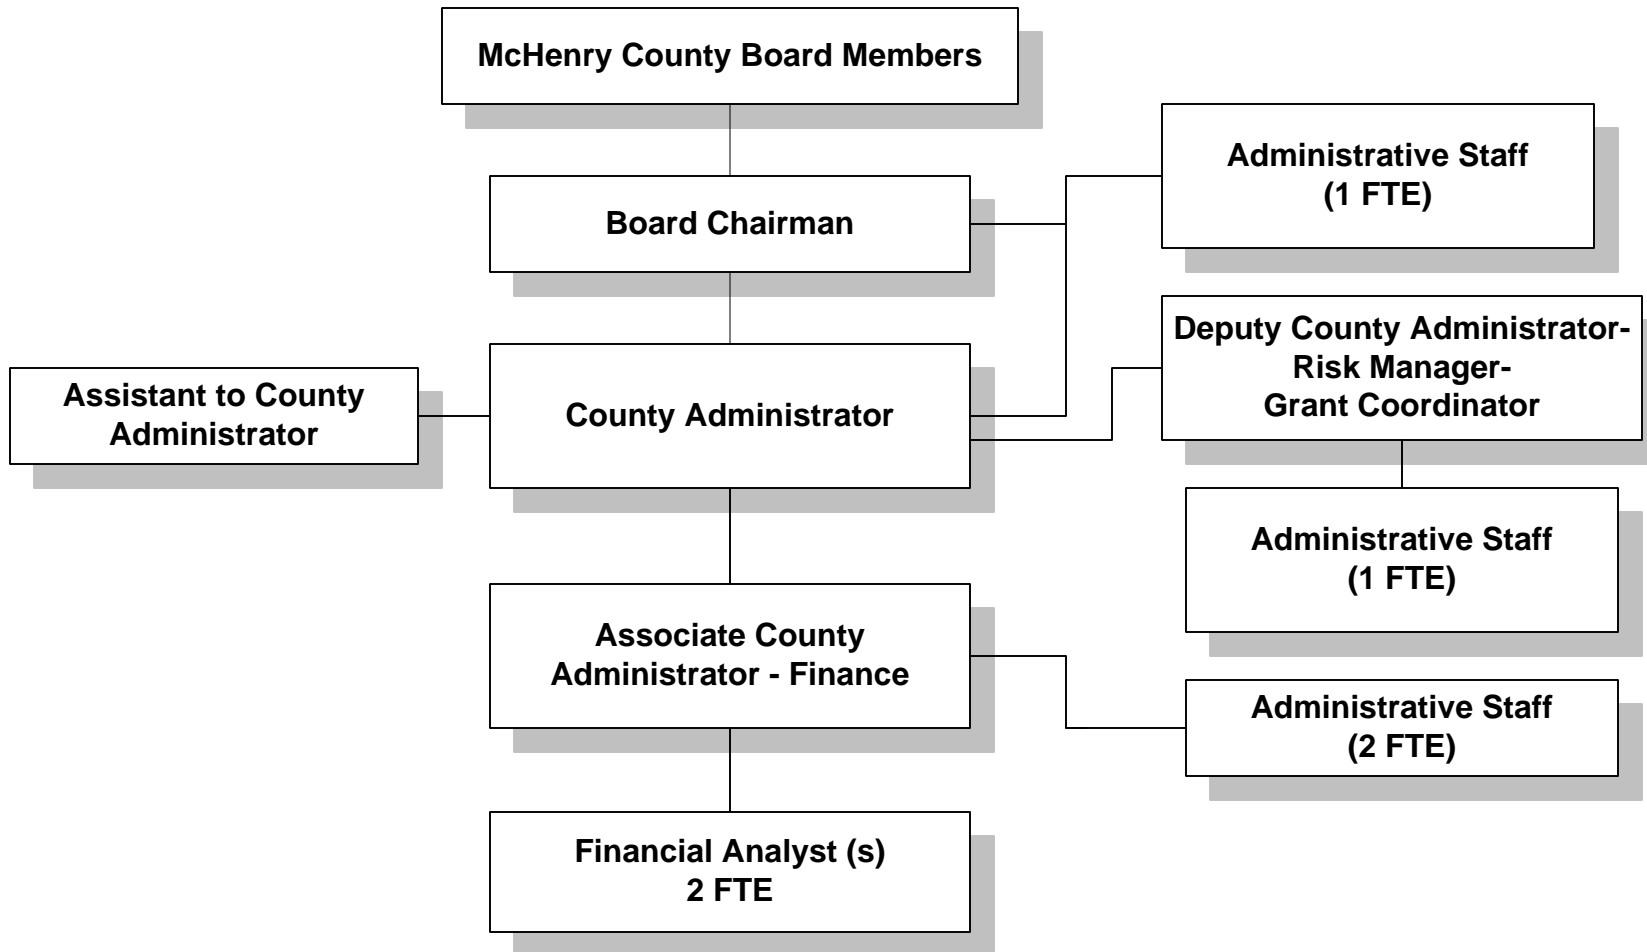 McHenry County Board Members
Administrative Staff
(1 FTE)
Board Chairman
Deputy County Administrator-
Risk Manager-
Grant Coordinator
Assistant to County
Administrator
County Administrator
Administrative Staff
(1 FTE)
Associate County
Administrator - Finance
Administrative Staff
(2 FTE)
Financial Analyst (s)
2 FTE